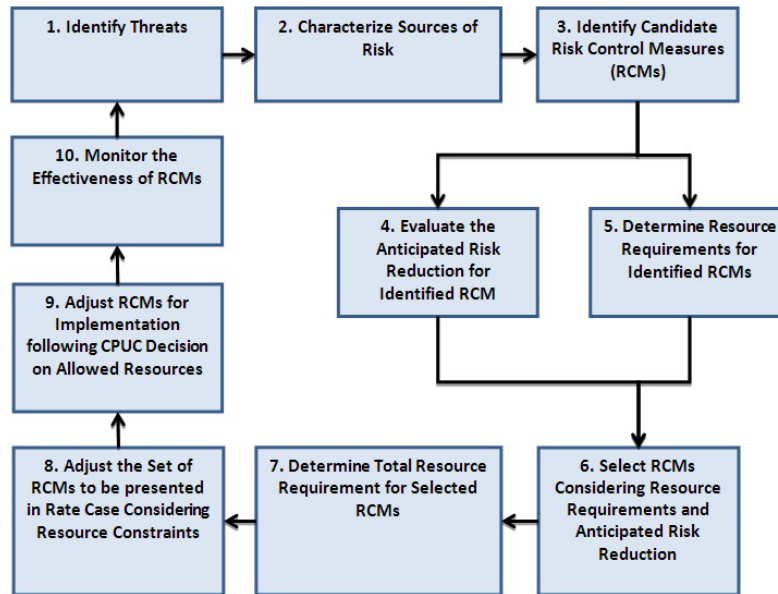 1. Identify Threats
2. Characterize Sources of
Risk
3. Identify Candidate
Risk Control Measures
(RCMs)
4. Evaluate the
Anticipated Risk
Reduction for
Identified RCM
5. Determine Resource
Requirements for
Identified RCMs
6. Select RCMs
Considering Resource
Requirements and
Anticipated Risk
Reduction
7. Determine Total Resource
Requirement for Selected
RCMs
8. Adjust the Set of
RCMs to be presented
in Rate Case Considering
Resource Constraints
9. Adjust RCMs for
Implementation
following CPUC Decision
on Allowed Resources
10. Monitor the
Effectiveness of RCMs